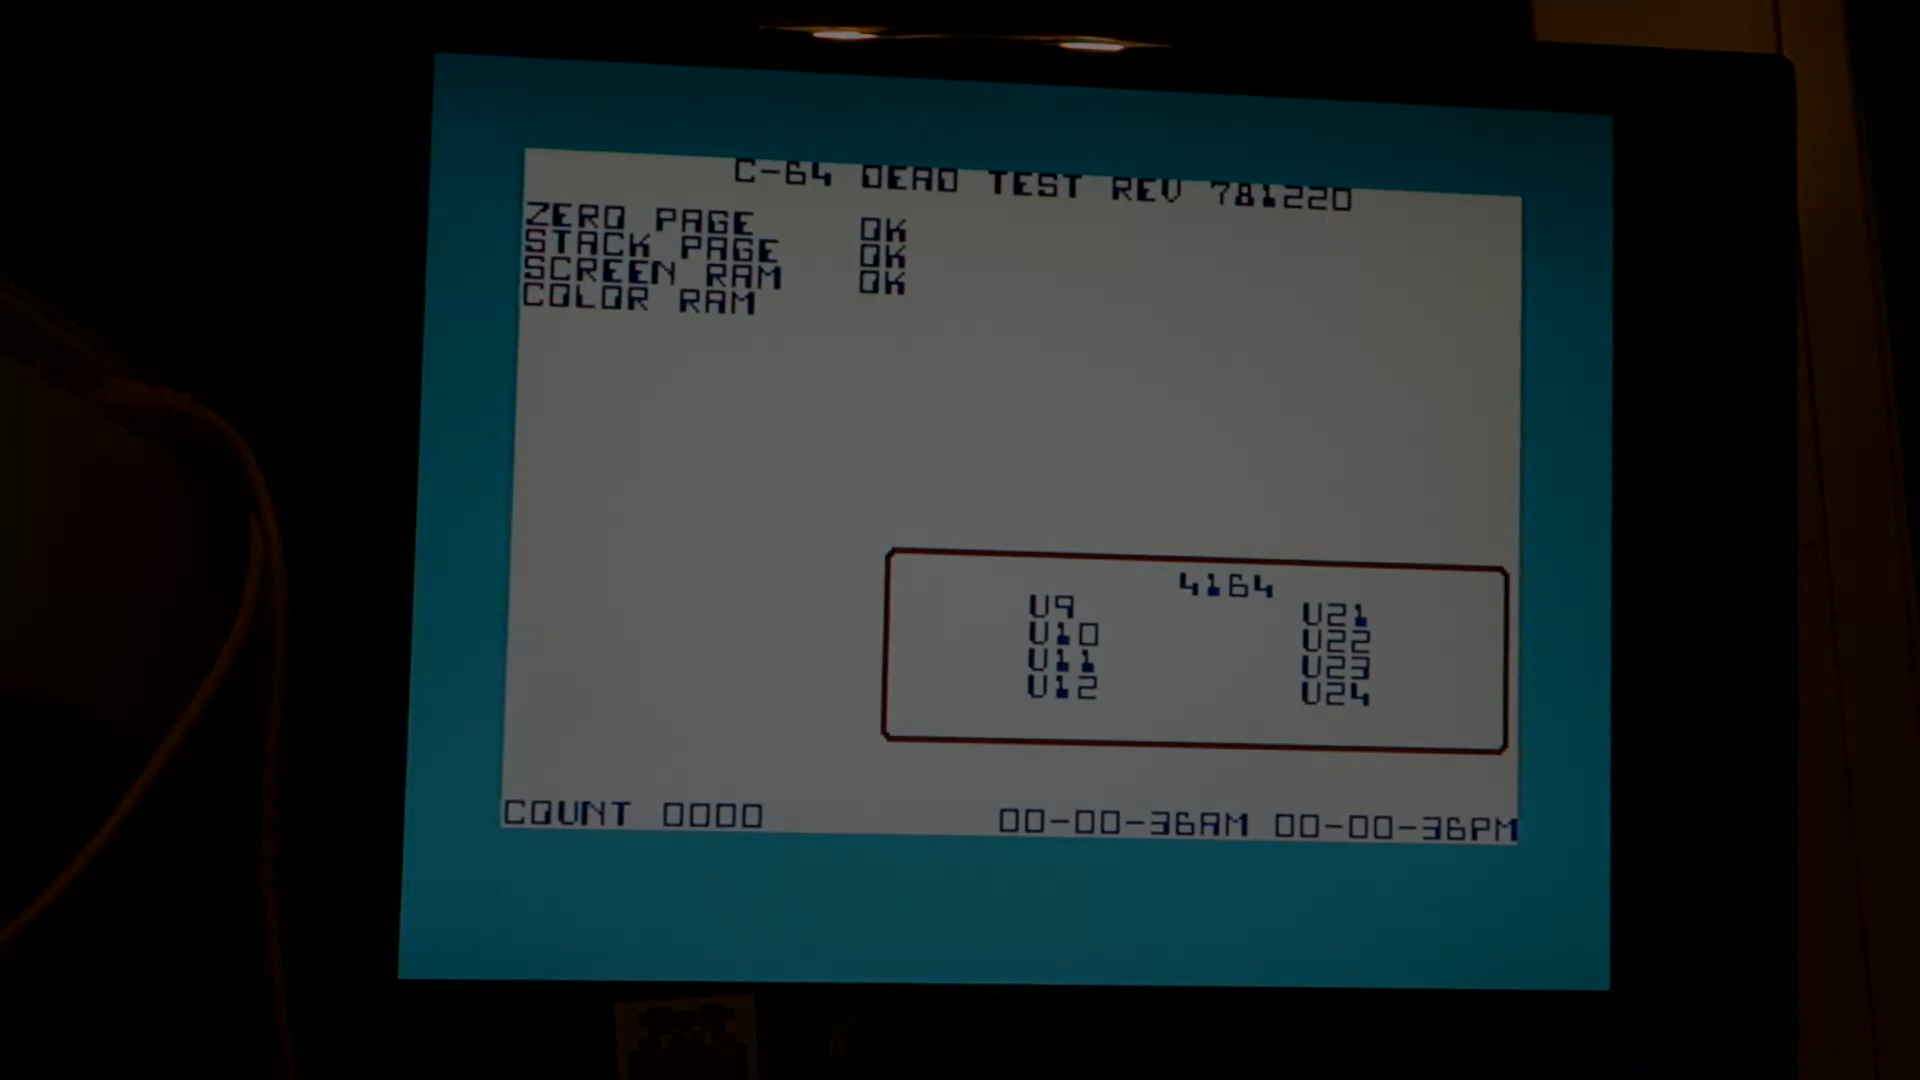 C-64 DEAD TEST REV 781220
ZERO PAGE OK
STACK PAGE OK
SCREEN RAM OK
COLOR RAM
4164
U9 U21
U10 U22
U11 U23
U12 U24
COUNT 0000 00-00-36AM 00-00-36PM